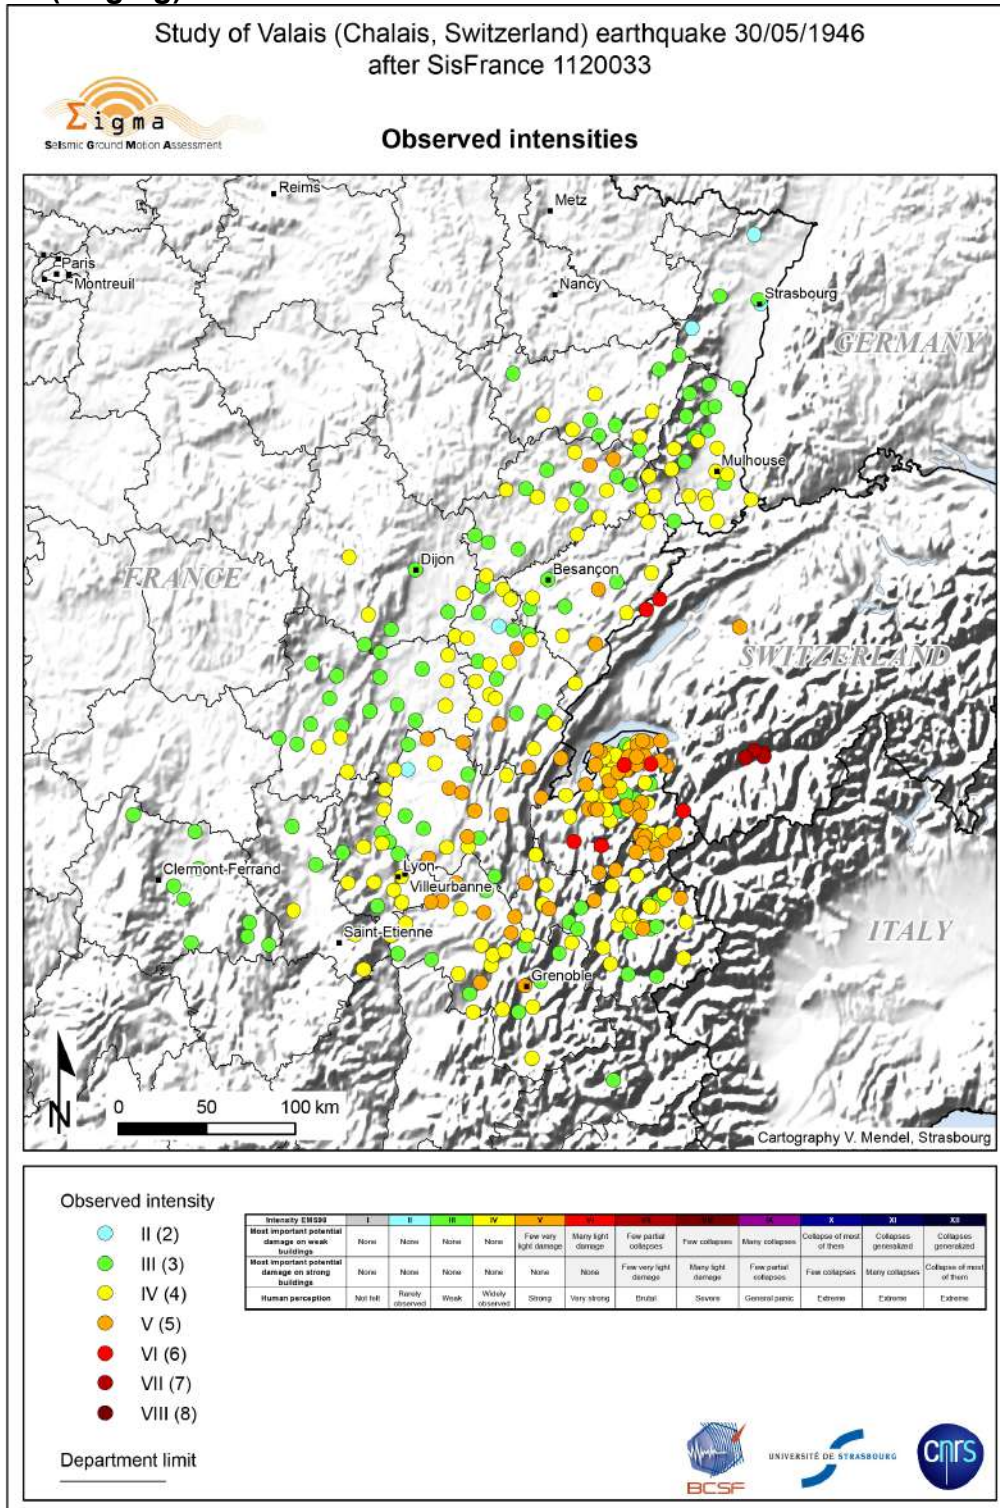 Study of Valais (Chalais, Switzerland) earthquake 30/05/1946
after SisFrance 1120033
Σigma
Seismic Ground Motion Assessment
Observed intensities
Reims
Metz
Paris
Montreuil
Nancy
Strasbourg
GERMANY
Mulhouse
Dijon
Besançon
FRANCE
SWITZERLAND
Clermont-Ferrand
Lyon
Villeurbanne
Saint-Etienne
ITALY
Grenoble
N
0 50 100 km
Cartography V. Mendel, Strasbourg
Observed intensity
II (2)
III (3)
IV (4)
V (5)
VI (6)
VII (7)
VIII (8)
Department limit
Intensity EMS98 I II III IV V VI VII VIII IX X XI XII
Most important potential damage on weak buildings None None None None Few very light damage Many light damage Few partial collapses Few collapses Many collapses Collapse of most of them Collapses generalized Collapses generalized
Most important potential damage on strong buildings None None None None None None Few very light damage Many light damage Few partial collapses Few collapses Many collapses Collapse of most of them
Human perception Not felt Rarely observed Weak Widely observed Strong Very strong Brutal Severe General panic Extreme Extreme Extreme
BCSF
UNIVERSITÉ DE STRASBOURG
cnrs